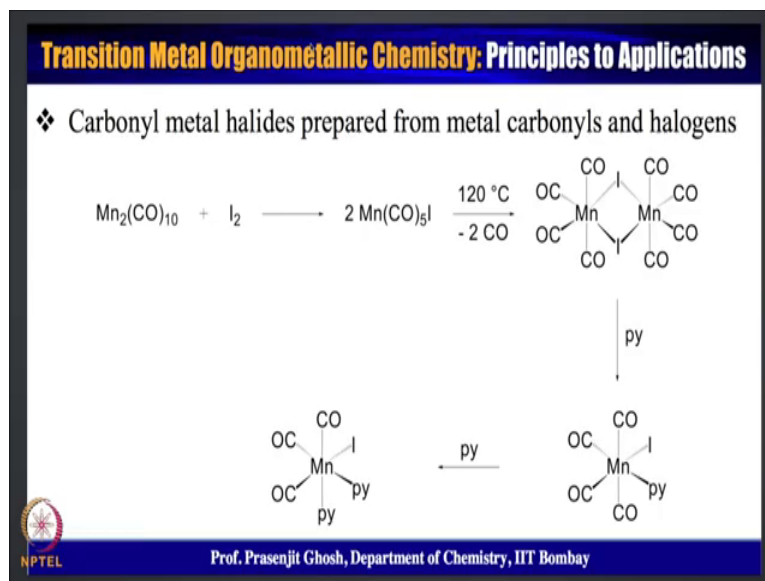 Transition Metal Organometallic Chemistry: Principles to Applications
❖ Carbonyl metal halides prepared from metal carbonyls and halogens
Mn₂(CO)₁₀ + I₂ 2 Mn(CO)₅I 120 °C - 2 CO
CO I CO
OC CO
Mn Mn
OC CO
I
CO CO
py
CO
OC I
Mn
OC py
py
py
CO
OC I
Mn
OC py
CO
NPTEL
Prof. Prasenjit Ghosh, Department of Chemistry, IIT Bombay